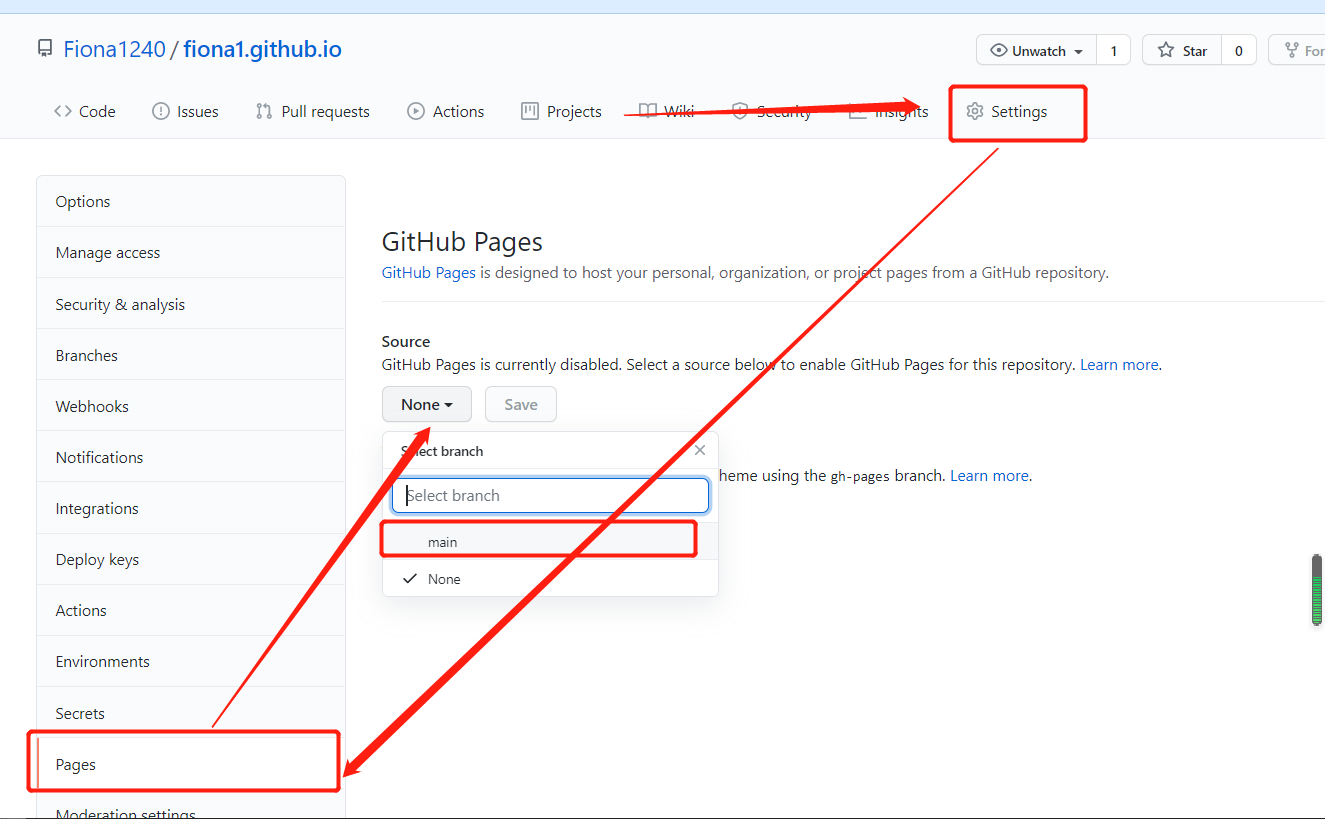 Fiona1240 / fiona1.github.io
Unwatch 1 Star 0 For
Code Issues Pull requests Actions Projects Wiki Security Insights Settings
Options
Manage access
Security & analysis
Branches
Webhooks
Notifications
Integrations
Deploy keys
Actions
Environments
Secrets
Pages
Moderation settings
GitHub Pages
GitHub Pages is designed to host your personal, organization, or project pages from a GitHub repository.
Source
GitHub Pages is currently disabled. Select a source below to enable GitHub Pages for this repository. Learn more.
None Save
Select branch
heme using the gh-pages branch. Learn more.
Select branch
main
None